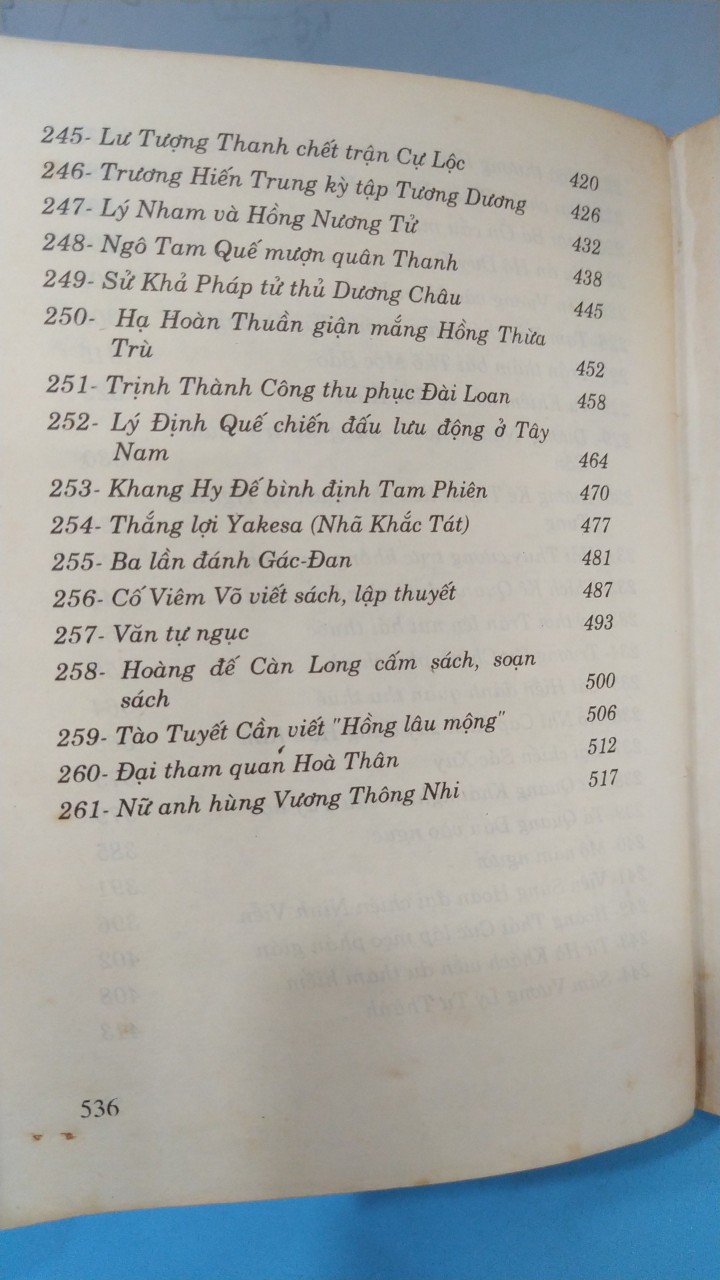 245- Lư Tượng Thanh chết trận Cự Lộc 420
246- Trương Hiến Trung kỳ tập Tương Dương 426
247- Lý Nham và Hồng Nương Tử 432
248- Ngô Tam Quế mượn quân Thanh 438
249- Sử Khả Pháp tử thủ Dương Châu 445
250- Hạ Hoàn Thuần giận mắng Hồng Thừa
Trù 452
251- Trịnh Thành Công thu phục Đài Loan 458
252- Lý Định Quế chiến đấu lưu động ở Tây
Nam 464
253- Khang Hy Đế bình định Tam Phiên 470
254- Thắng lợi Yakesa (Nhã Khắc Tát) 477
255- Ba lần đánh Gác-Đan 481
256- Cố Viêm Võ viết sách, lập thuyết 487
257- Văn tự ngục 493
258- Hoàng đế Càn Long cấm sách, soạn
sách 500
259- Tào Tuyết Cần viết "Hồng lâu mộng" 506
260- Đại tham quan Hoà Thân 512
261- Nữ anh hùng Vương Thông Nhi 517
536